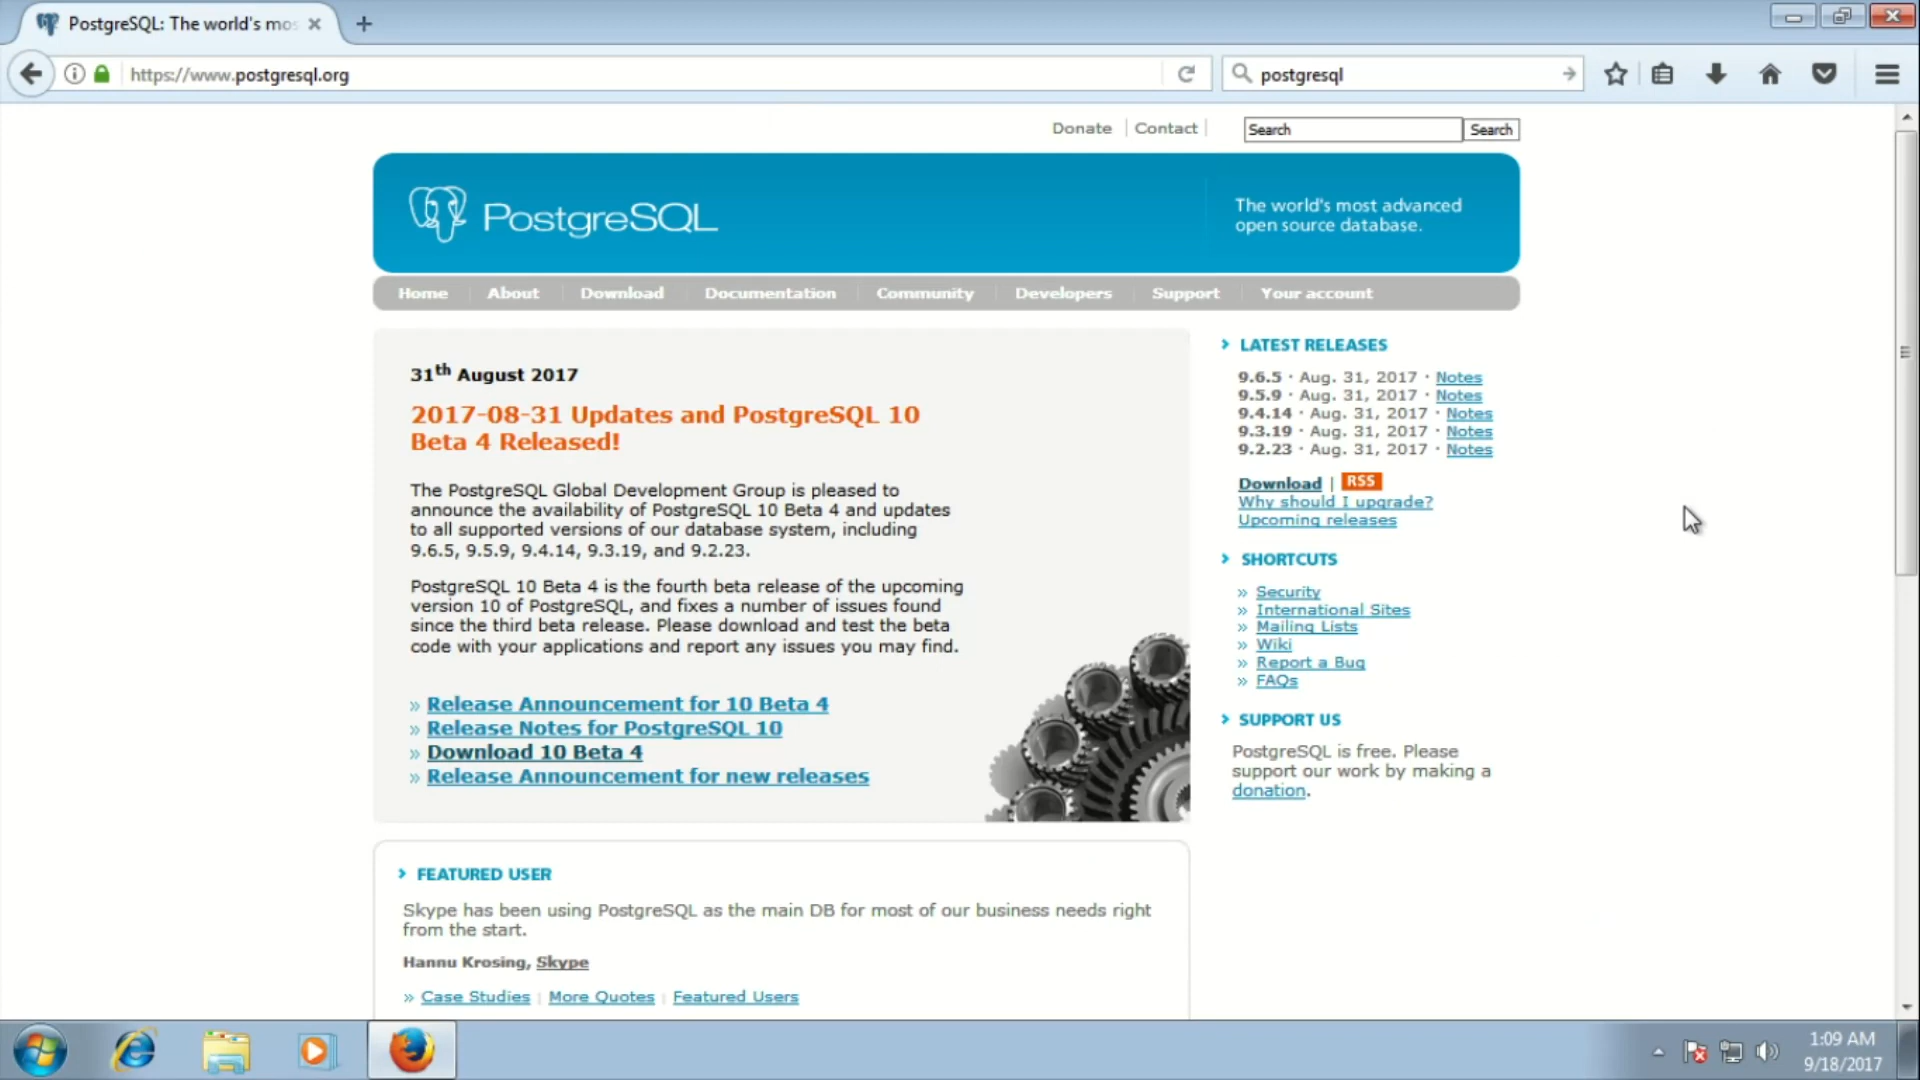 PostgreSQL: The world's mos
https://www.postgresql.org
postgresql
Donate
Contact
Search
Search
PostgreSQL
The world's most advanced
open source database.
Home
About
Download
Documentation
Community
Developers
Support
Your account
31th August 2017
2017-08-31 Updates and PostgreSQL 10
Beta 4 Released!
The PostgreSQL Global Development Group is pleased to
announce the availability of PostgreSQL 10 Beta 4 and updates
to all supported versions of our database system, including
9.6.5, 9.5.9, 9.4.14, 9.3.19, and 9.2.23.
PostgreSQL 10 Beta 4 is the fourth beta release of the upcoming
version 10 of PostgreSQL, and fixes a number of issues found
since the third beta release. Please download and test the beta
code with your applications and report any issues you may find.
» Release Announcement for 10 Beta 4
» Release Notes for PostgreSQL 10
» Download 10 Beta 4
» Release Announcement for new releases
LATEST RELEASES
9.6.5 · Aug. 31, 2017 · Notes
9.5.9 · Aug. 31, 2017 · Notes
9.4.14 · Aug. 31, 2017 · Notes
9.3.19 · Aug. 31, 2017 · Notes
9.2.23 · Aug. 31, 2017 · Notes
Download | RSS
Why should I upgrade?
Upcoming releases
SHORTCUTS
» Security
» International Sites
» Mailing Lists
» Wiki
» Report a Bug
» FAQs
SUPPORT US
PostgreSQL is free. Please
support our work by making a
donation.
FEATURED USER
Skype has been using PostgreSQL as the main DB for most of our business needs right
from the start.
Hannu Krosing, Skype
» Case Studies | More Quotes | Featured Users
1:09 AM
9/18/2017